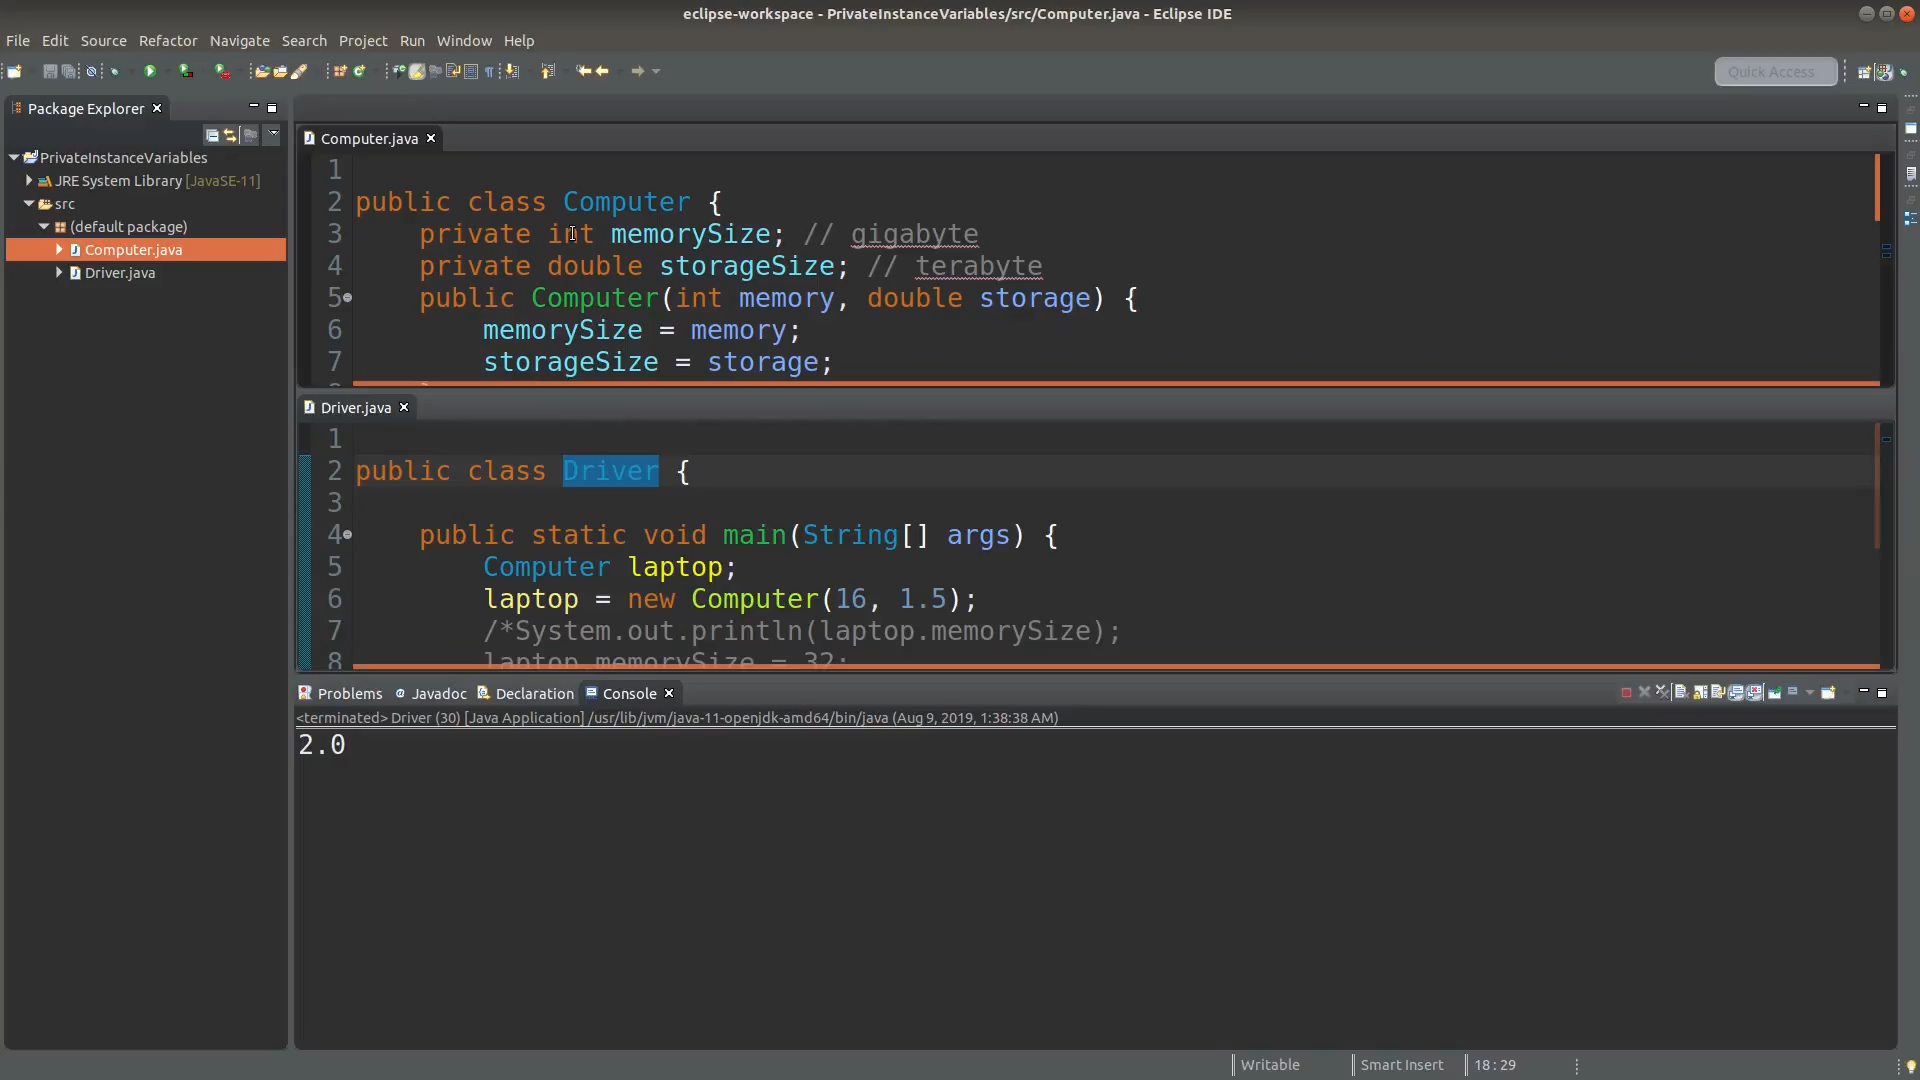 eclipse-workspace - PrivateInstanceVariables/src/Computer.java - Eclipse IDE
File Edit Source Refactor Navigate Search Project Run Window Help
Quick Access
Package Explorer
PrivateInstanceVariables
JRE System Library [JavaSE-11]
src
(default package)
Computer.java
Driver.java
Computer.java
1
2 public class Computer {
3 private int memorySize; // gigabyte
4 private double storageSize; // terabyte
5 public Computer(int memory, double storage) {
6 memorySize = memory;
7 storageSize = storage;
Driver.java
1
2 public class Driver {
3
4 public static void main(String[] args) {
5 Computer laptop;
6 laptop = new Computer(16, 1.5);
7 /*System.out.println(laptop.memorySize);
8 laptop.memorySize = 32;
Problems Javadoc Declaration Console
<terminated> Driver (30) [Java Application] /usr/lib/jvm/java-11-openjdk-amd64/bin/java (Aug 9, 2019, 1:38:38 AM)
2.0
Writable Smart Insert 18 : 29